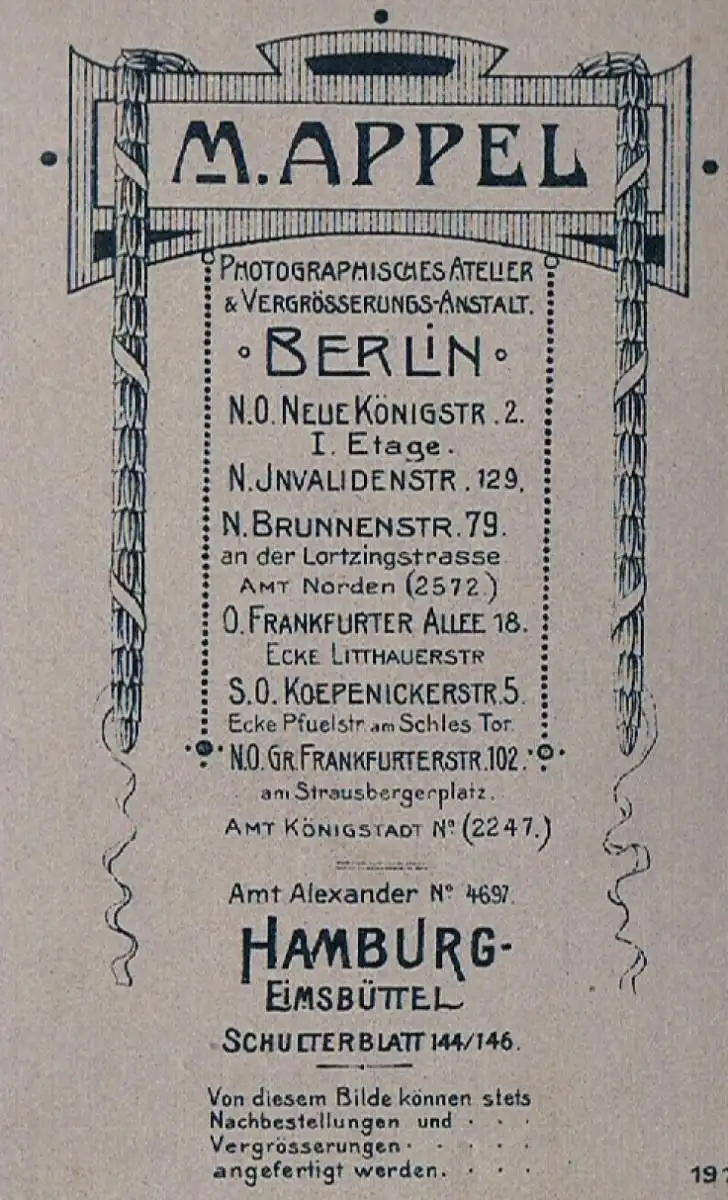 M. APPEL
PHOTOGRAPHISCHES ATELIER
& VERGRÖSSERUNGS-ANSTALT.
BERLIN
N.O. NEUE KÖNIGSTR. 2.
I. Etage.
N. JNVALIDENSTR. 129.
N. BRUNNENSTR. 79.
an der Lortzingstrasse
AMT Norden (2572.)
O. FRANKFURTER ALLEE 18.
ECKE LITTHAUERSTR
S.O. KOEPENICKERSTR. 5.
Ecke Pfuelstr. am Schles Tor.
N.O. GR. FRANKFURTERSTR. 102.
am Strausbergerplatz.
AMT KÖNIGSTADT No (2247.)
Amt Alexander No 4697.
HAMBURG-
EIMSBÜTTEL
SCHULTERBLATT 144/146.
Von diesem Bilde können stets
Nachbestellungen und . . .
Vergrösserungen . . . . .
angefertigt werden. . . . .